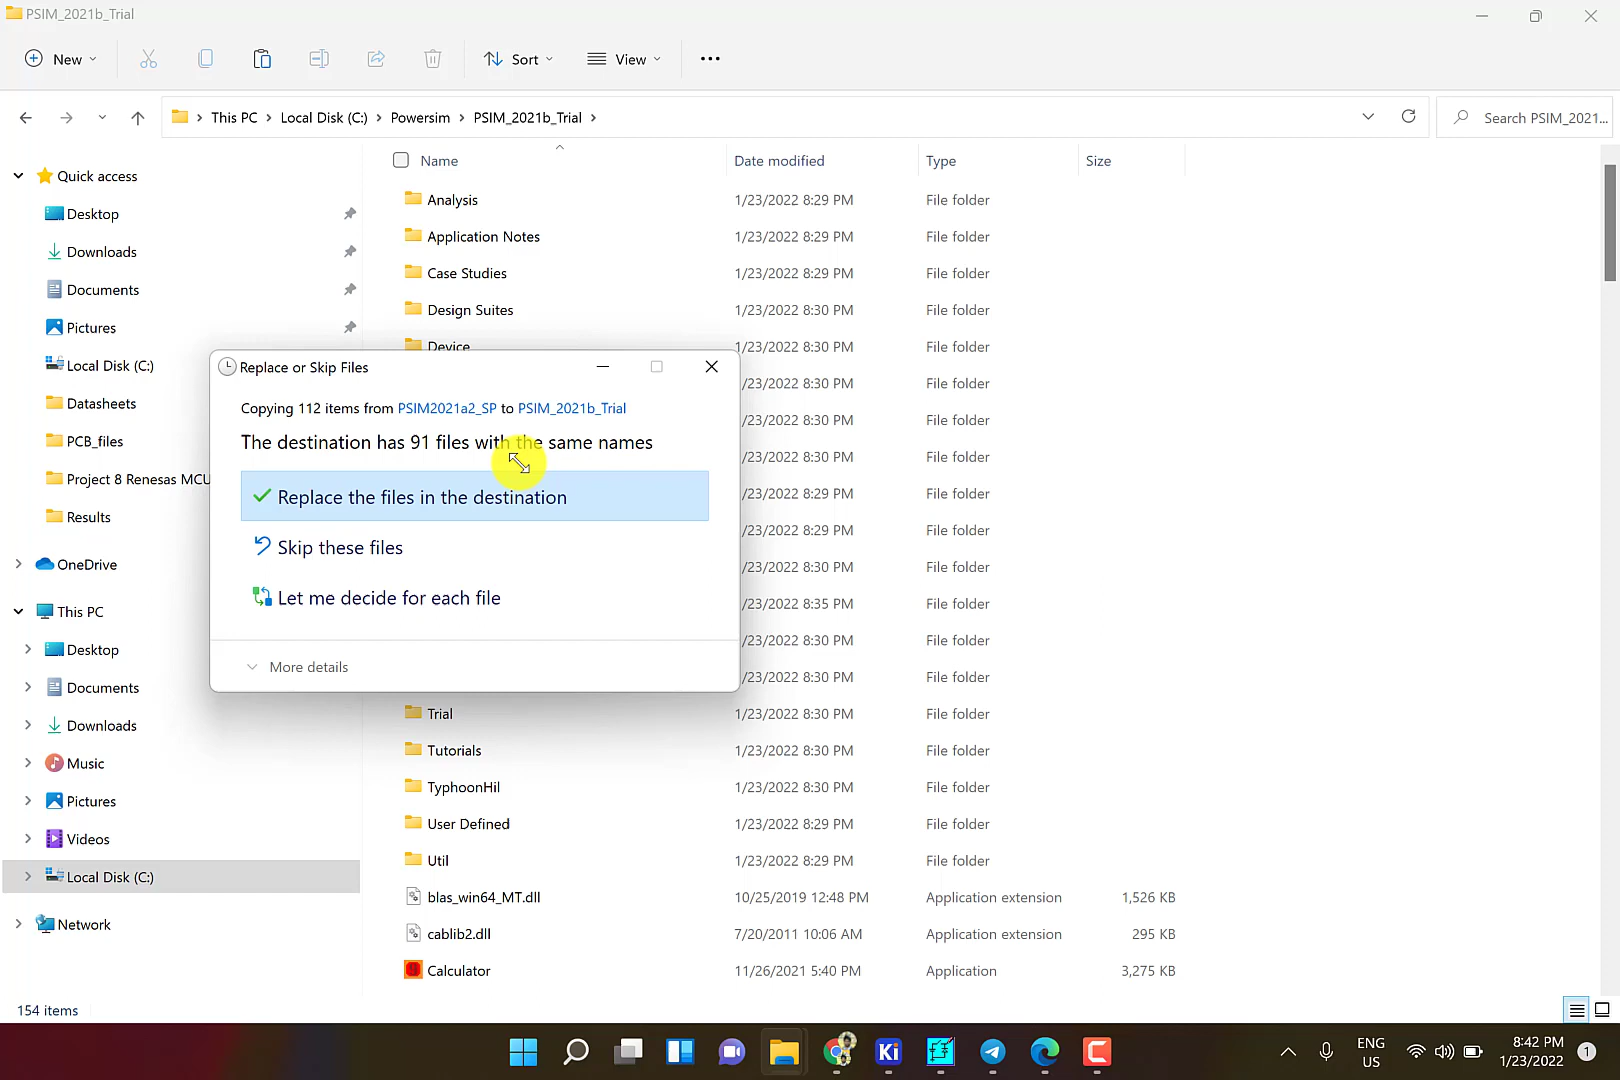 PSIM_2021b_Trial
New
Sort
View
This PC > Local Disk (C:) > Powersim > PSIM_2021b_Trial >
Search PSIM_2021...
Name Date modified Type Size
Quick access
Desktop
Downloads
Documents
Pictures
Local Disk (C:)
Datasheets
PCB_files
Project 8 Renesas MCU
Results
OneDrive
This PC
Desktop
Documents
Downloads
Music
Pictures
Videos
Local Disk (C:)
Network
Analysis 1/23/2022 8:29 PM File folder
Application Notes 1/23/2022 8:29 PM File folder
Case Studies 1/23/2022 8:29 PM File folder
Design Suites 1/23/2022 8:30 PM File folder
Device 1/23/2022 8:30 PM File folder
/23/2022 8:30 PM File folder
/23/2022 8:30 PM File folder
/23/2022 8:30 PM File folder
/23/2022 8:29 PM File folder
/23/2022 8:29 PM File folder
/23/2022 8:30 PM File folder
/23/2022 8:35 PM File folder
/23/2022 8:30 PM File folder
/23/2022 8:30 PM File folder
Trial 1/23/2022 8:30 PM File folder
Tutorials 1/23/2022 8:30 PM File folder
TyphoonHil 1/23/2022 8:30 PM File folder
User Defined 1/23/2022 8:29 PM File folder
Util 1/23/2022 8:29 PM File folder
blas_win64_MT.dll 10/25/2019 12:48 PM Application extension 1,526 KB
cablib2.dll 7/20/2011 10:06 AM Application extension 295 KB
Calculator 11/26/2021 5:40 PM Application 3,275 KB
Replace or Skip Files
Copying 112 items from PSIM2021a2_SP to PSIM_2021b_Trial
The destination has 91 files with the same names
Replace the files in the destination
Skip these files
Let me decide for each file
More details
154 items
Ki
ENG
US
8:42 PM
1/23/2022
1